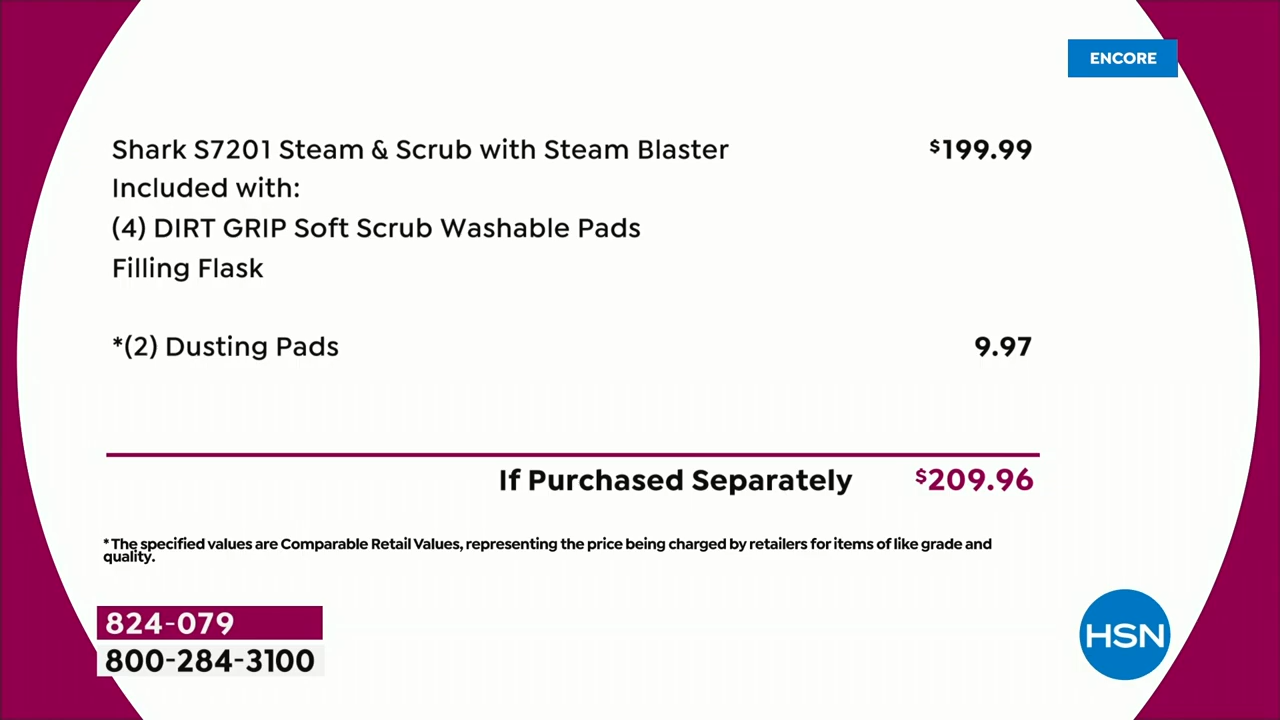 ENCORE
Shark S7201 Steam & Scrub with Steam Blaster $199.99
Included with:
(4) DIRT GRIP Soft Scrub Washable Pads
Filling Flask
*(2) Dusting Pads 9.97
If Purchased Separately $209.96
*The specified values are Comparable Retail Values, representing the price being charged by retailers for items of like grade and
quality.
824-079
800-284-3100
HSN